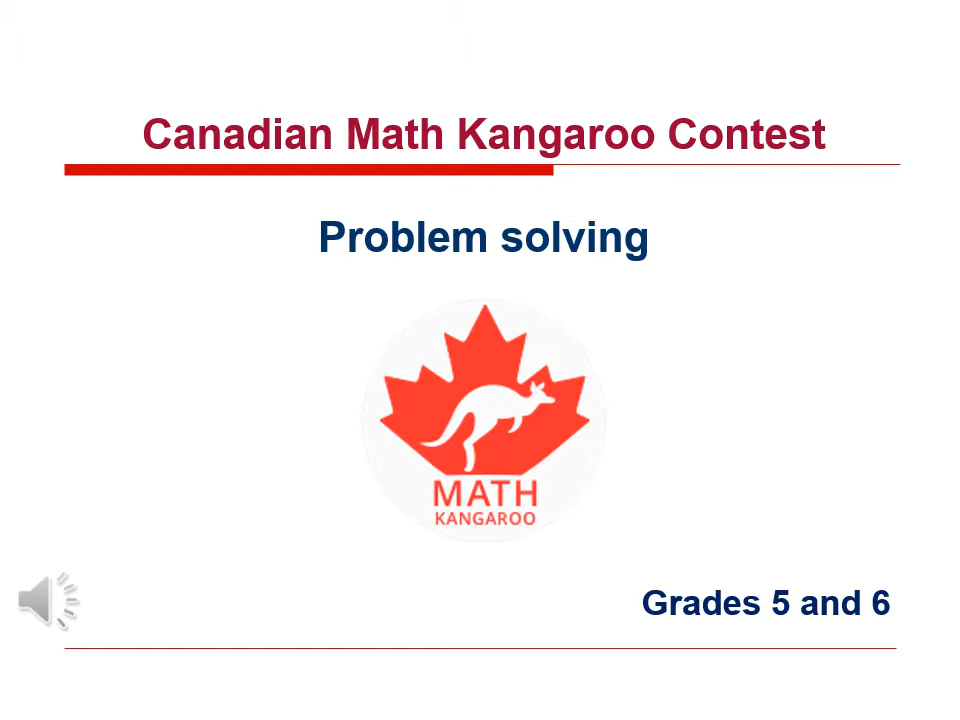 Canadian Math Kangaroo Contest
Problem solving
MATH
KANGAROO
Grades 5 and 6